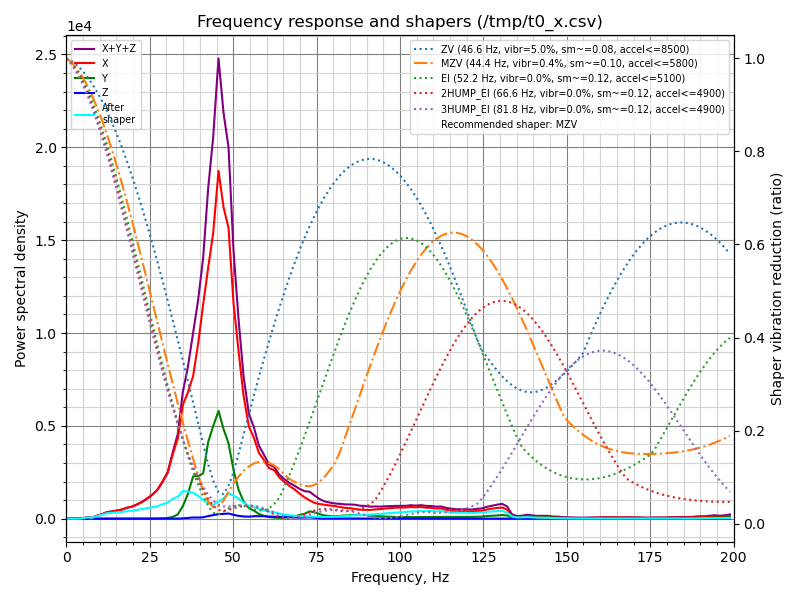 Frequency response and shapers (/tmp/t0_x.csv)
1e4
X+Y+Z
X
Y
Z
After
shaper
ZV (46.6 Hz, vibr=5.0%, sm~=0.08, accel<=8500)
MZV (44.4 Hz, vibr=0.4%, sm~=0.10, accel<=5800)
EI (52.2 Hz, vibr=0.0%, sm~=0.12, accel<=5100)
2HUMP_EI (66.6 Hz, vibr=0.0%, sm~=0.12, accel<=4900)
3HUMP_EI (81.8 Hz, vibr=0.0%, sm~=0.12, accel<=4900)
Recommended shaper: MZV
Power spectral density
2.5
2.0
1.5
1.0
0.5
0.0
1.0
0.8
0.6
0.4
0.2
0.0
Shaper vibration reduction (ratio)
0 25 50 75 100 125 150 175 200
Frequency, Hz